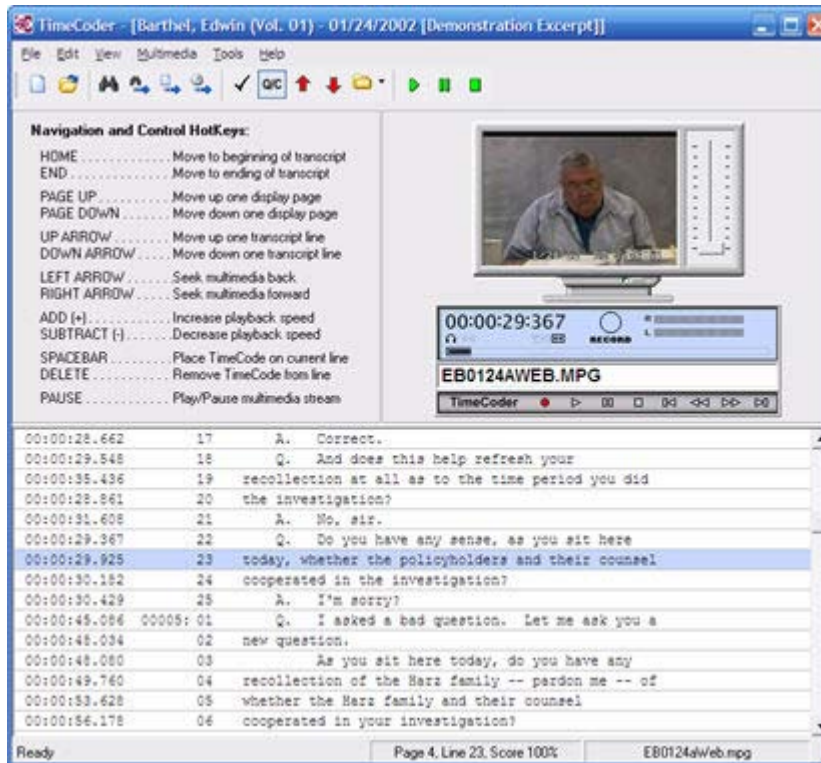 TimeCoder - [Barthel, Edwin (Vol. 01) - 01/24/2002 [Demonstration Excerpt]]
File Edit View Multimedia Tools Help
Q/C
Navigation and Control HotKeys:
HOME . . . . . . . . . . . . Move to beginning of transcript
END . . . . . . . . . . . . . Move to ending of transcript
PAGE UP . . . . . . . . . . Move up one display page
PAGE DOWN . . . . . . . Move down one display page
UP ARROW . . . . . . . . Move up one transcript line
DOWN ARROW . . . . . . Move down one transcript line
LEFT ARROW . . . . . . Seek multimedia back
RIGHT ARROW . . . . . Seek multimedia forward
ADD (+) . . . . . . . . . . . Increase playback speed
SUBTRACT (-) . . . . . . . Decrease playback speed
SPACEBAR . . . . . . . . Place TimeCode on current line
DELETE . . . . . . . . . . . Remove TimeCode from line
PAUSE . . . . . . . . . . . Play/Pause multimedia stream
00:00:29:367
RECORD
R
L
EB0124AWEB.MPG
TimeCoder
00:00:28.662 17 A. Correct.
00:00:29.548 18 Q. And does this help refresh your
00:00:35.436 19 recollection at all as to the time period you did
00:00:28.861 20 the investigation?
00:00:31.608 21 A. No, sir.
00:00:29.367 22 Q. Do you have any sense, as you sit here
00:00:29.925 23 today, whether the policyholders and their counsel
00:00:30.182 24 cooperated in the investigation?
00:00:30.429 25 A. I'm sorry?
00:00:45.086 00005: 01 Q. I asked a bad question. Let me ask you a
00:00:48.034 02 new question.
00:00:48.080 03 As you sit here today, do you have any
00:00:49.760 04 recollection of the Harz family -- pardon me -- of
00:00:53.628 05 whether the Harz family and their counsel
00:00:56.178 06 cooperated in your investigation?
Ready Page 4, Line 23, Score 100% EB0124aWeb.mpg